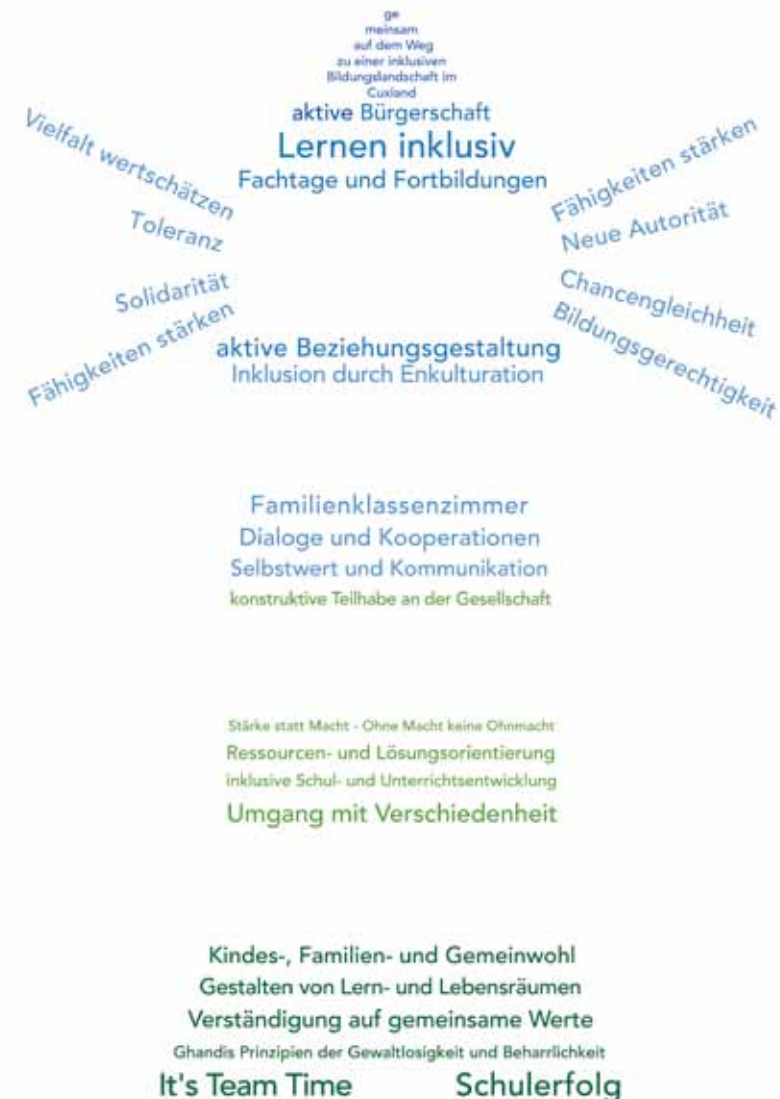 ge
meinsam
auf dem Weg
zu einer inklusiven
Bildungslandschaft im
Cuxland
aktive Bürgerschaft
Lernen inklusiv
Fachtage und Fortbildungen
Vielfalt wertschätzen
Toleranz
Solidarität
Fähigkeiten stärken
Fähigkeiten stärken
Neue Autorität
Chancengleichheit
Bildungsgerechtigkeit
aktive Beziehungsgestaltung
Inklusion durch Enkulturation
Familienklassenzimmer
Dialoge und Kooperationen
Selbstwert und Kommunikation
konstruktive Teilhabe an der Gesellschaft
Stärke statt Macht - Ohne Macht keine Ohnmacht
Ressourcen- und Lösungsorientierung
inklusive Schul- und Unterrichtsentwicklung
Umgang mit Verschiedenheit
Kindes-, Familien- und Gemeinwohl
Gestalten von Lern- und Lebensräumen
Verständigung auf gemeinsame Werte
Ghandis Prinzipien der Gewaltlosigkeit und Beharrlichkeit
It's Team Time Schulerfolg